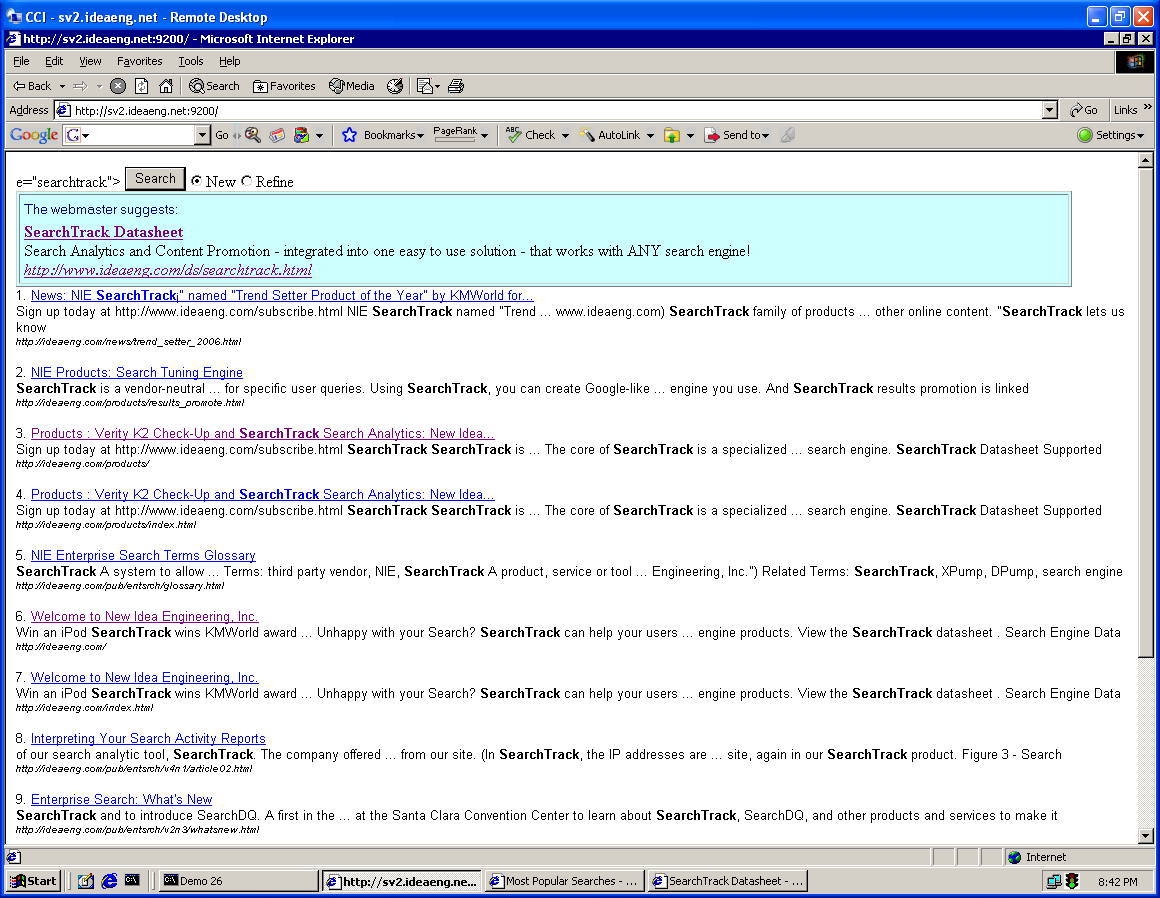 CCI - sv2.ideaeng.net - Remote Desktop
http://sv2.ideaeng.net:9200/ - Microsoft Internet Explorer
File Edit View Favorites Tools Help
Back Search Favorites Media
Address http://sv2.ideaeng.net:9200/ Go Links »
Google G Go Bookmarks PageRank ABC Check AutoLink Send to Settings
e="searchtrack"> Search New Refine
The webmaster suggests:
SearchTrack Datasheet
Search Analytics and Content Promotion - integrated into one easy to use solution - that works with ANY search engine!
http://www.ideaeng.com/ds/searchtrack.html
1. News: NIE SearchTrack¡" named "Trend Setter Product of the Year" by KMWorld for...
Sign up today at http://www.ideaeng.com/subscribe.html NIE SearchTrack named "Trend ... www.ideaeng.com) SearchTrack family of products ... other online content. "SearchTrack lets us
know
http://ideaeng.com/news/trend_setter_2006.html
2. NIE Products: Search Tuning Engine
SearchTrack is a vendor-neutral ... for specific user queries. Using SearchTrack, you can create Google-like ... engine you use. And SearchTrack results promotion is linked
http://ideaeng.com/products/results_promote.html
3. Products : Verity K2 Check-Up and SearchTrack Search Analytics: New Idea...
Sign up today at http://www.ideaeng.com/subscribe.html SearchTrack SearchTrack is ... The core of SearchTrack is a specialized ... search engine. SearchTrack Datasheet Supported
http://ideaeng.com/products/
4. Products : Verity K2 Check-Up and SearchTrack Search Analytics: New Idea...
Sign up today at http://www.ideaeng.com/subscribe.html SearchTrack SearchTrack is ... The core of SearchTrack is a specialized ... search engine. SearchTrack Datasheet Supported
http://ideaeng.com/products/index.html
5. NIE Enterprise Search Terms Glossary
SearchTrack A system to allow ... Terms: third party vendor, NIE, SearchTrack A product, service or tool ... Engineering, Inc.") Related Terms: SearchTrack, XPump, DPump, search engine
http://ideaeng.com/pub/entsrch/glossary.html
6. Welcome to New Idea Engineering, Inc.
Win an iPod SearchTrack wins KMWorld award ... Unhappy with your Search? SearchTrack can help your users ... engine products. View the SearchTrack datasheet . Search Engine Data
http://ideaeng.com/
7. Welcome to New Idea Engineering, Inc.
Win an iPod SearchTrack wins KMWorld award ... Unhappy with your Search? SearchTrack can help your users ... engine products. View the SearchTrack datasheet . Search Engine Data
http://ideaeng.com/index.html
8. Interpreting Your Search Activity Reports
of our search analytic tool, SearchTrack. The company offered ... from our site. (In SearchTrack, the IP addresses are ... site, again in our SearchTrack product. Figure 3 - Search
http://ideaeng.com/pub/entsrch/v4n1/article02.html
9. Enterprise Search: What's New
SearchTrack and to introduce SearchDQ. A first in the ... at the Santa Clara Convention Center to learn about SearchTrack, SearchDQ, and other products and services to make it
http://ideaeng.com/pub/entsrch/v2n3/whatsnew.html
Internet
Start Demo 26 http://sv2.ideaeng.ne... Most Popular Searches - ... SearchTrack Datasheet - ... 8:42 PM